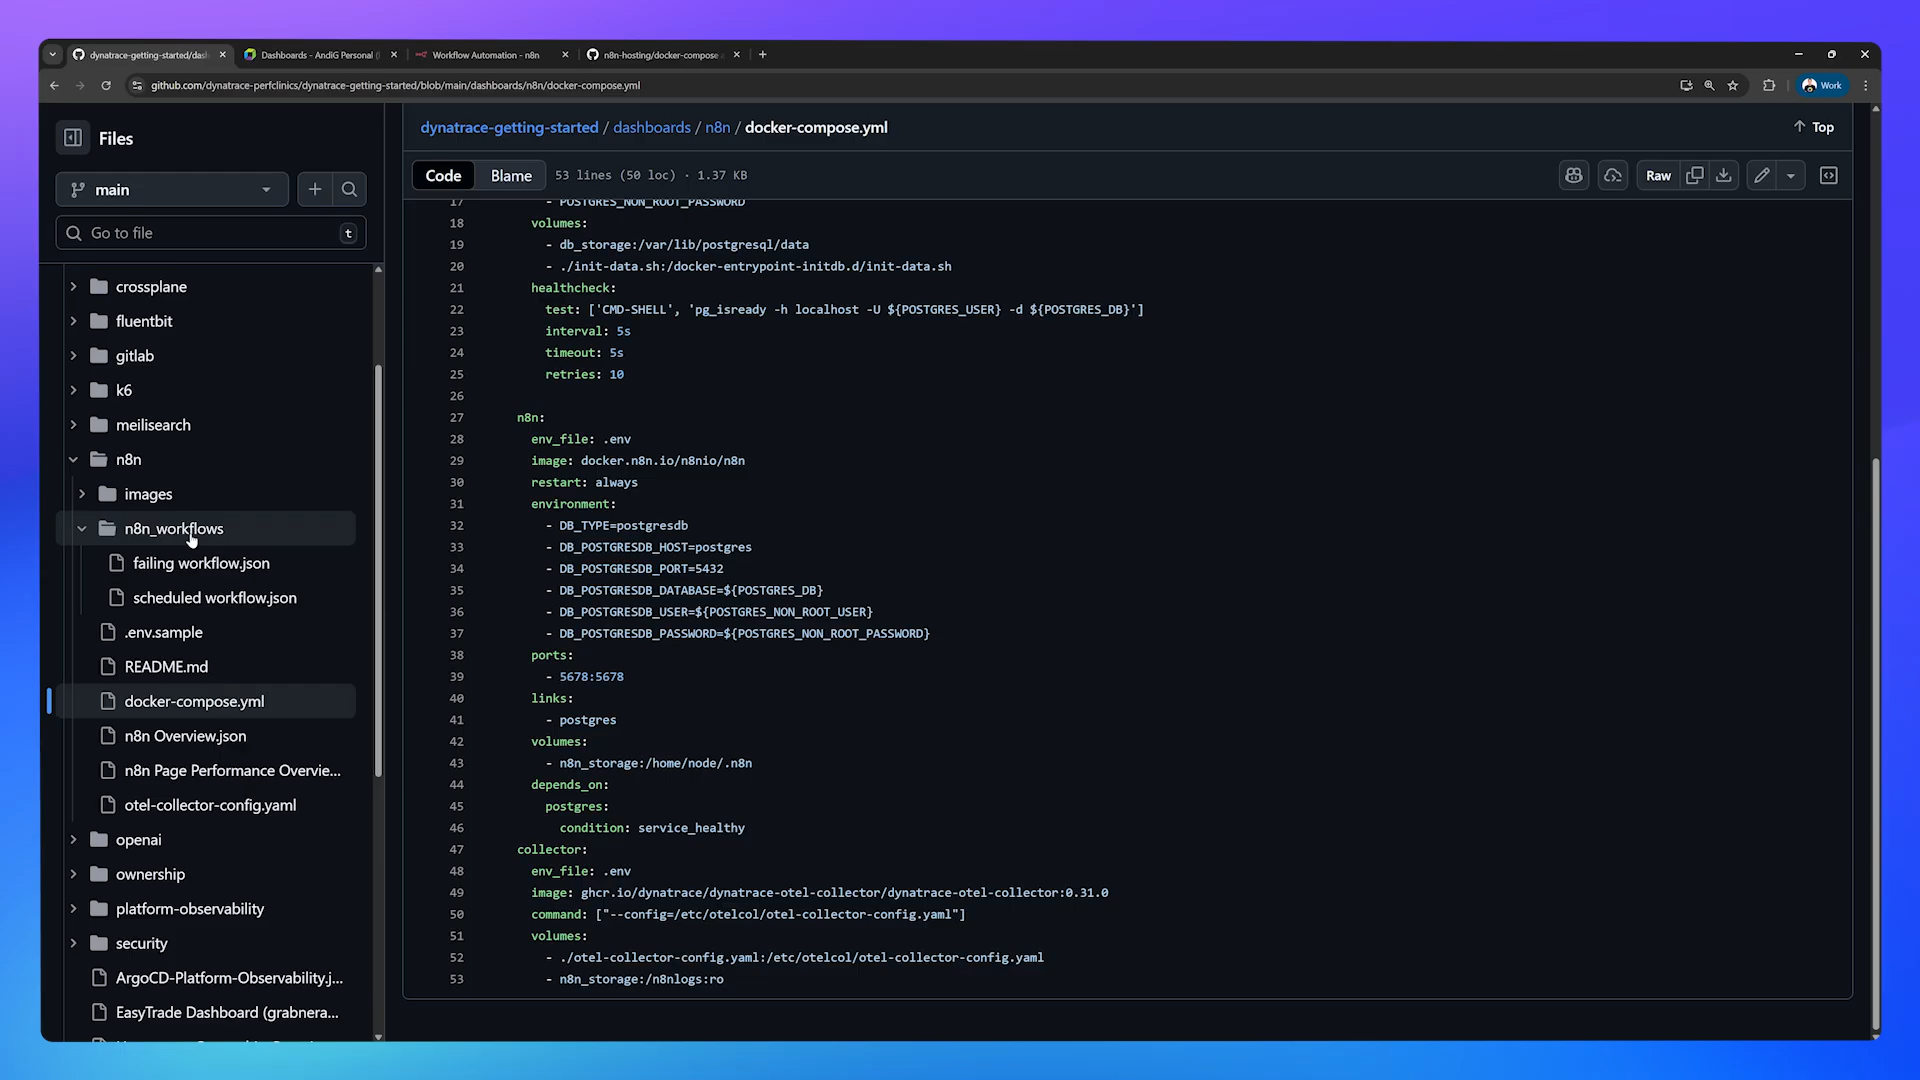 dynatrace-getting-started/dash
Dashboards - AndiG Personal (
Workflow Automation - n8n
n8n-hosting/docker-compose
github.com/dynatrace-perfclinics/dynatrace-getting-started/blob/main/dashboards/n8n/docker-compose.yml
Work
Files
main
Go to file
t
crossplane
fluentbit
gitlab
k6
meilisearch
n8n
images
n8n_workflows
failing workflow.json
scheduled workflow.json
.env.sample
README.md
docker-compose.yml
n8n Overview.json
n8n Page Performance Overvie...
otel-collector-config.yaml
openai
ownership
platform-observability
security
ArgoCD-Platform-Observability.j...
EasyTrade Dashboard (grabnera...
dynatrace-getting-started / dashboards / n8n / docker-compose.yml
Top
Code
Blame
53 lines (50 loc) · 1.37 KB
Raw
17 - POSTGRES_NON_ROOT_PASSWORD
18 volumes:
19 - db_storage:/var/lib/postgresql/data
20 - ./init-data.sh:/docker-entrypoint-initdb.d/init-data.sh
21 healthcheck:
22 test: ['CMD-SHELL', 'pg_isready -h localhost -U ${POSTGRES_USER} -d ${POSTGRES_DB}']
23 interval: 5s
24 timeout: 5s
25 retries: 10
26
27 n8n:
28 env_file: .env
29 image: docker.n8n.io/n8nio/n8n
30 restart: always
31 environment:
32 - DB_TYPE=postgresdb
33 - DB_POSTGRESDB_HOST=postgres
34 - DB_POSTGRESDB_PORT=5432
35 - DB_POSTGRESDB_DATABASE=${POSTGRES_DB}
36 - DB_POSTGRESDB_USER=${POSTGRES_NON_ROOT_USER}
37 - DB_POSTGRESDB_PASSWORD=${POSTGRES_NON_ROOT_PASSWORD}
38 ports:
39 - 5678:5678
40 links:
41 - postgres
42 volumes:
43 - n8n_storage:/home/node/.n8n
44 depends_on:
45 postgres:
46 condition: service_healthy
47 collector:
48 env_file: .env
49 image: ghcr.io/dynatrace/dynatrace-otel-collector/dynatrace-otel-collector:0.31.0
50 command: ["--config=/etc/otelcol/otel-collector-config.yaml"]
51 volumes:
52 - ./otel-collector-config.yaml:/etc/otelcol/otel-collector-config.yaml
53 - n8n_storage:/n8nlogs:ro